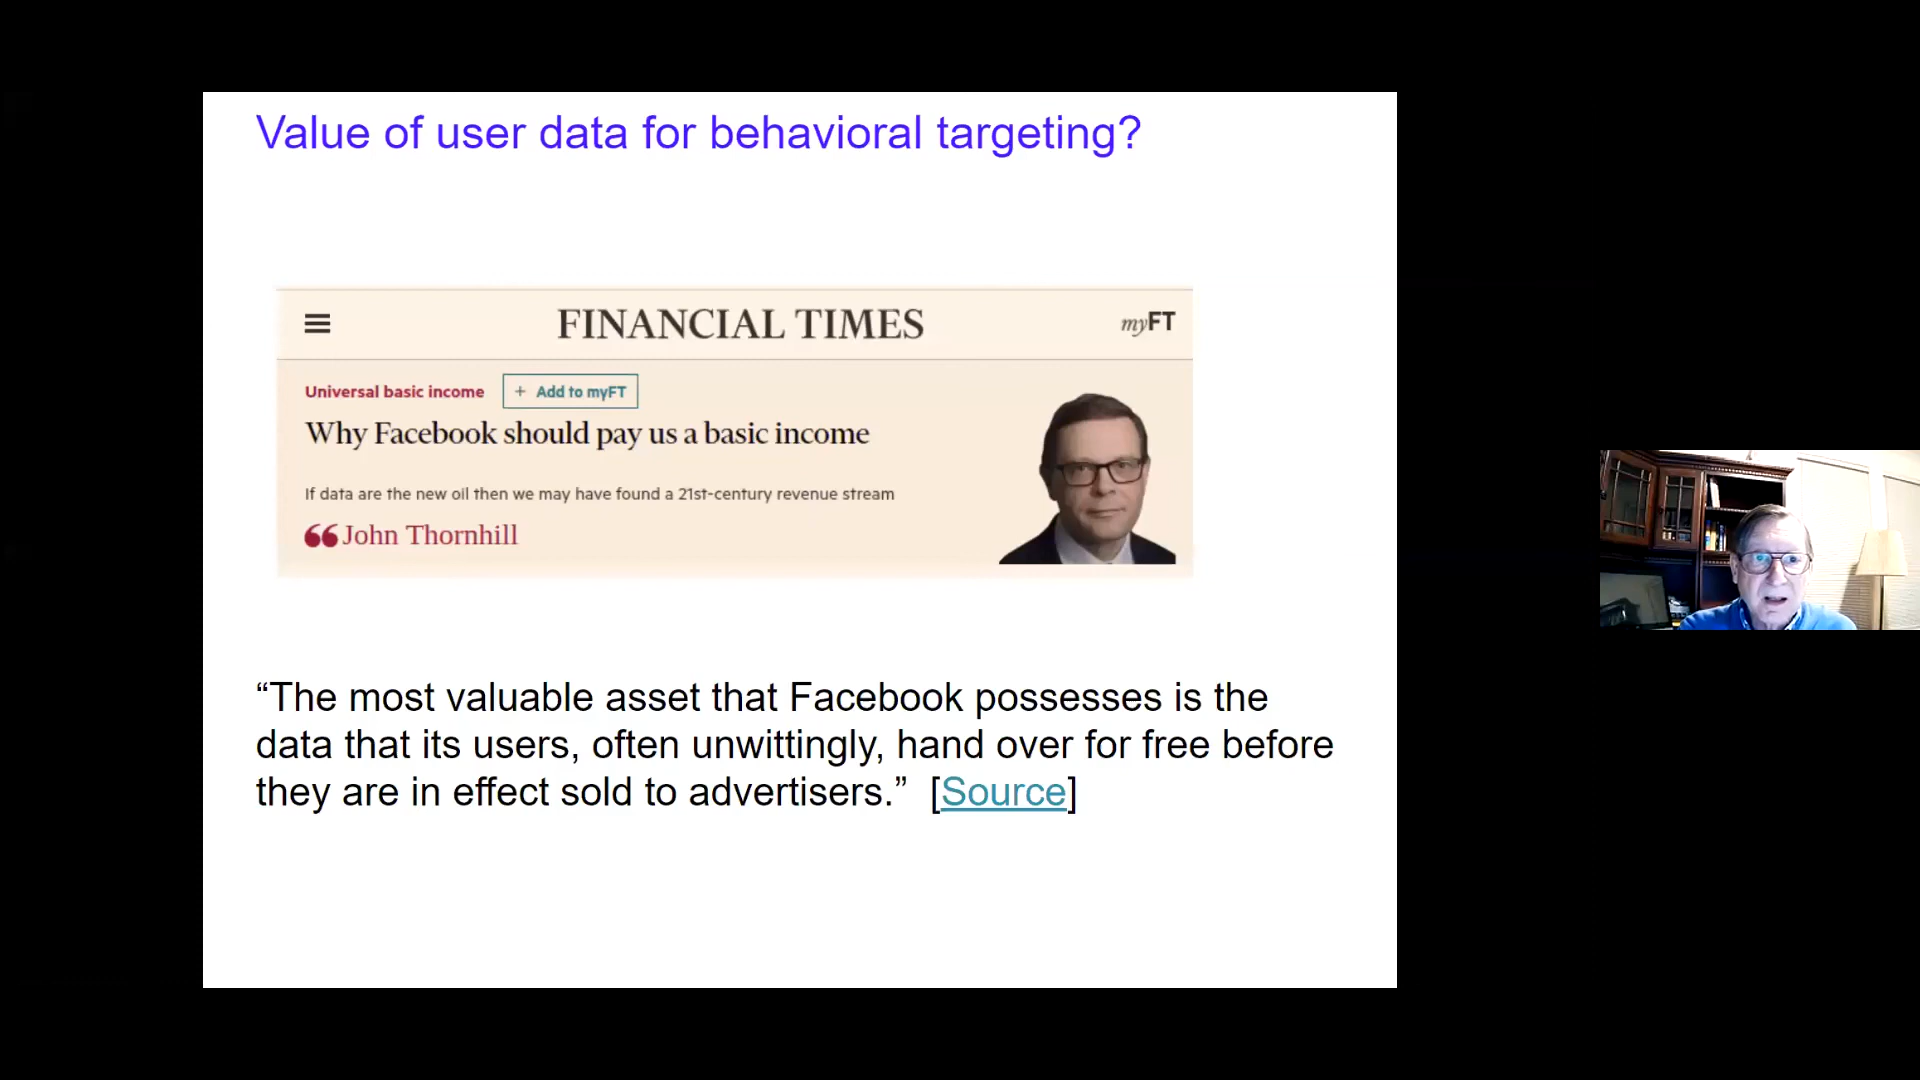 Value of user data for behavioral targeting?
FINANCIAL TIMES
myFT
Universal basic income
+ Add to myFT
Why Facebook should pay us a basic income
If data are the new oil then we may have found a 21st-century revenue stream
“John Thornhill
“The most valuable asset that Facebook possesses is the
data that its users, often unwittingly, hand over for free before
they are in effect sold to advertisers.” [Source]